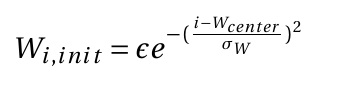 W_{i,init} = ϵe^{-(\frac{i-W_{center}}{σ_W})^2}